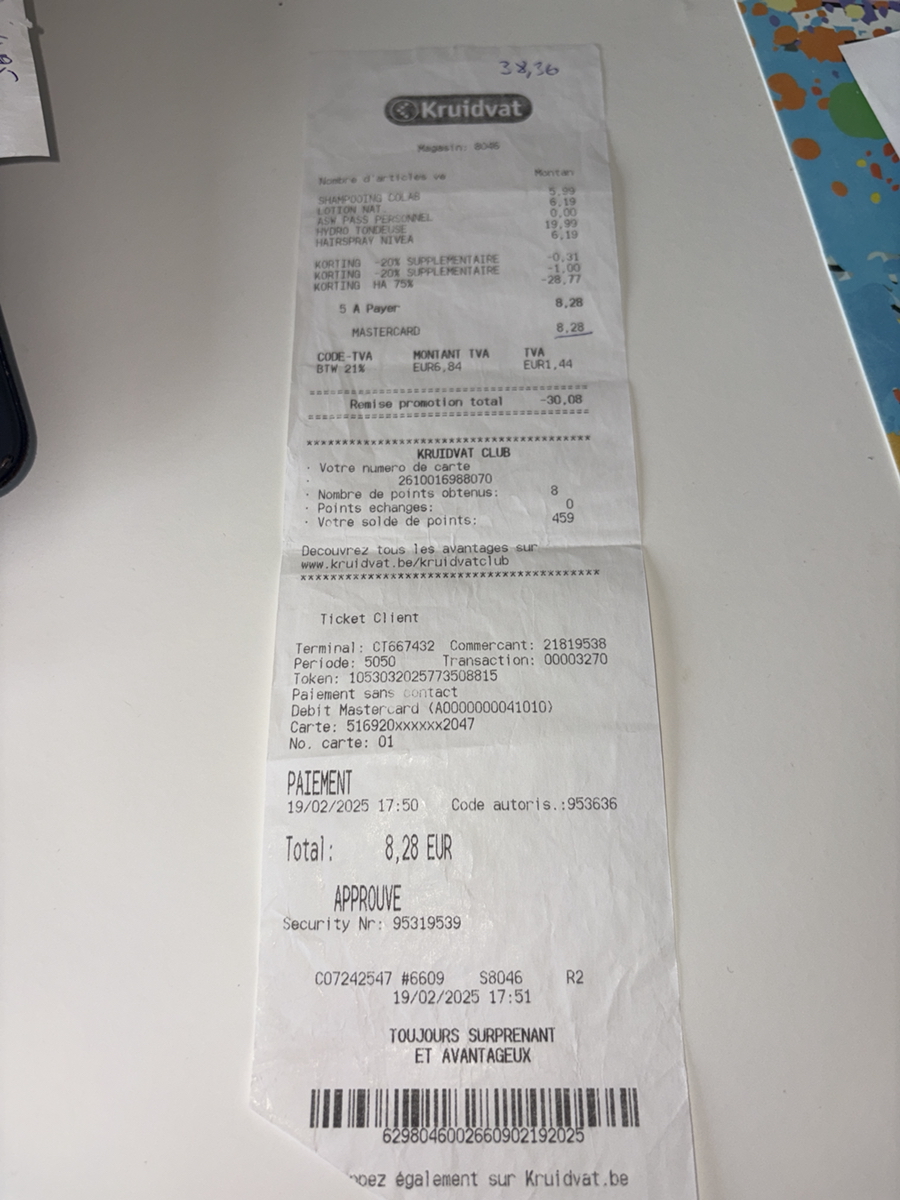 38,36
Kruidvat
Magasin: 8046
Nombre d'articles ve Montan
SHAMPOOING COLAB 5,99
LOTION NAT. 6,19
ASW PASS PERSONNEL 0,00
HYDRO TONDEUSE 19,99
HAIRSPRAY NIVEA 6,19
KORTING -20% SUPPLEMENTAIRE -0,31
KORTING -20% SUPPLEMENTAIRE -1,00
KORTING HA 75% -28,77
5 A Payer 8,28
MASTERCARD 8,28
CODE-TVA MONTANT TVA TVA
BTW 21% EUR6,84 EUR1,44
========================================
Remise promotion total -30,08
========================================
****************************************
KRUIDVAT CLUB
· Votre numero de carte
· 2610016988070
· Nombre de points obtenus: 8
· Points echanges: 0
· Votre solde de points: 459
Decouvrez tous les avantages sur
www.kruidvat.be/kruidvatclub
****************************************
Ticket Client
Terminal: CT667432 Commercant: 21819538
Periode: 5050 Transaction: 00003270
Token: 1053032025773508815
Paiement sans contact
Debit Mastercard (A0000000041010)
Carte: 516920xxxxxx2047
No. carte: 01
PAIEMENT
19/02/2025 17:50 Code autoris.:953636
Total: 8,28 EUR
APPROUVE
Security Nr: 95319539
C07242547 #6609 S8046 R2
19/02/2025 17:51
TOUJOURS SURPRENANT
ET AVANTAGEUX
6298046002660902192025
également sur Kruidvat.be